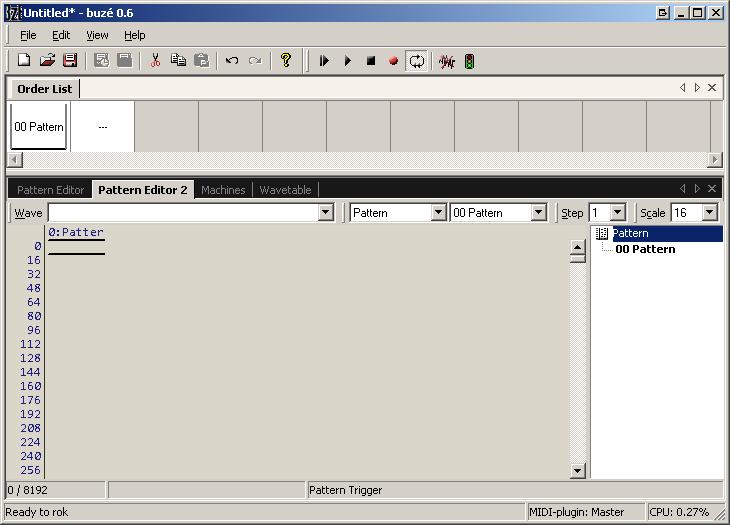 Untitled* - buzé 0.6
File Edit View Help
Order List
00 Pattern ---
Pattern Editor Pattern Editor 2 Machines Wavetable
Wave Pattern 00 Pattern Step 1 Scale 16
0:Patter
Pattern
00 Pattern
0
16
32
48
64
80
96
112
128
144
160
176
192
208
224
240
256
0 / 8192 Pattern Trigger
Ready to rok MIDI-plugin: Master CPU: 0.27%